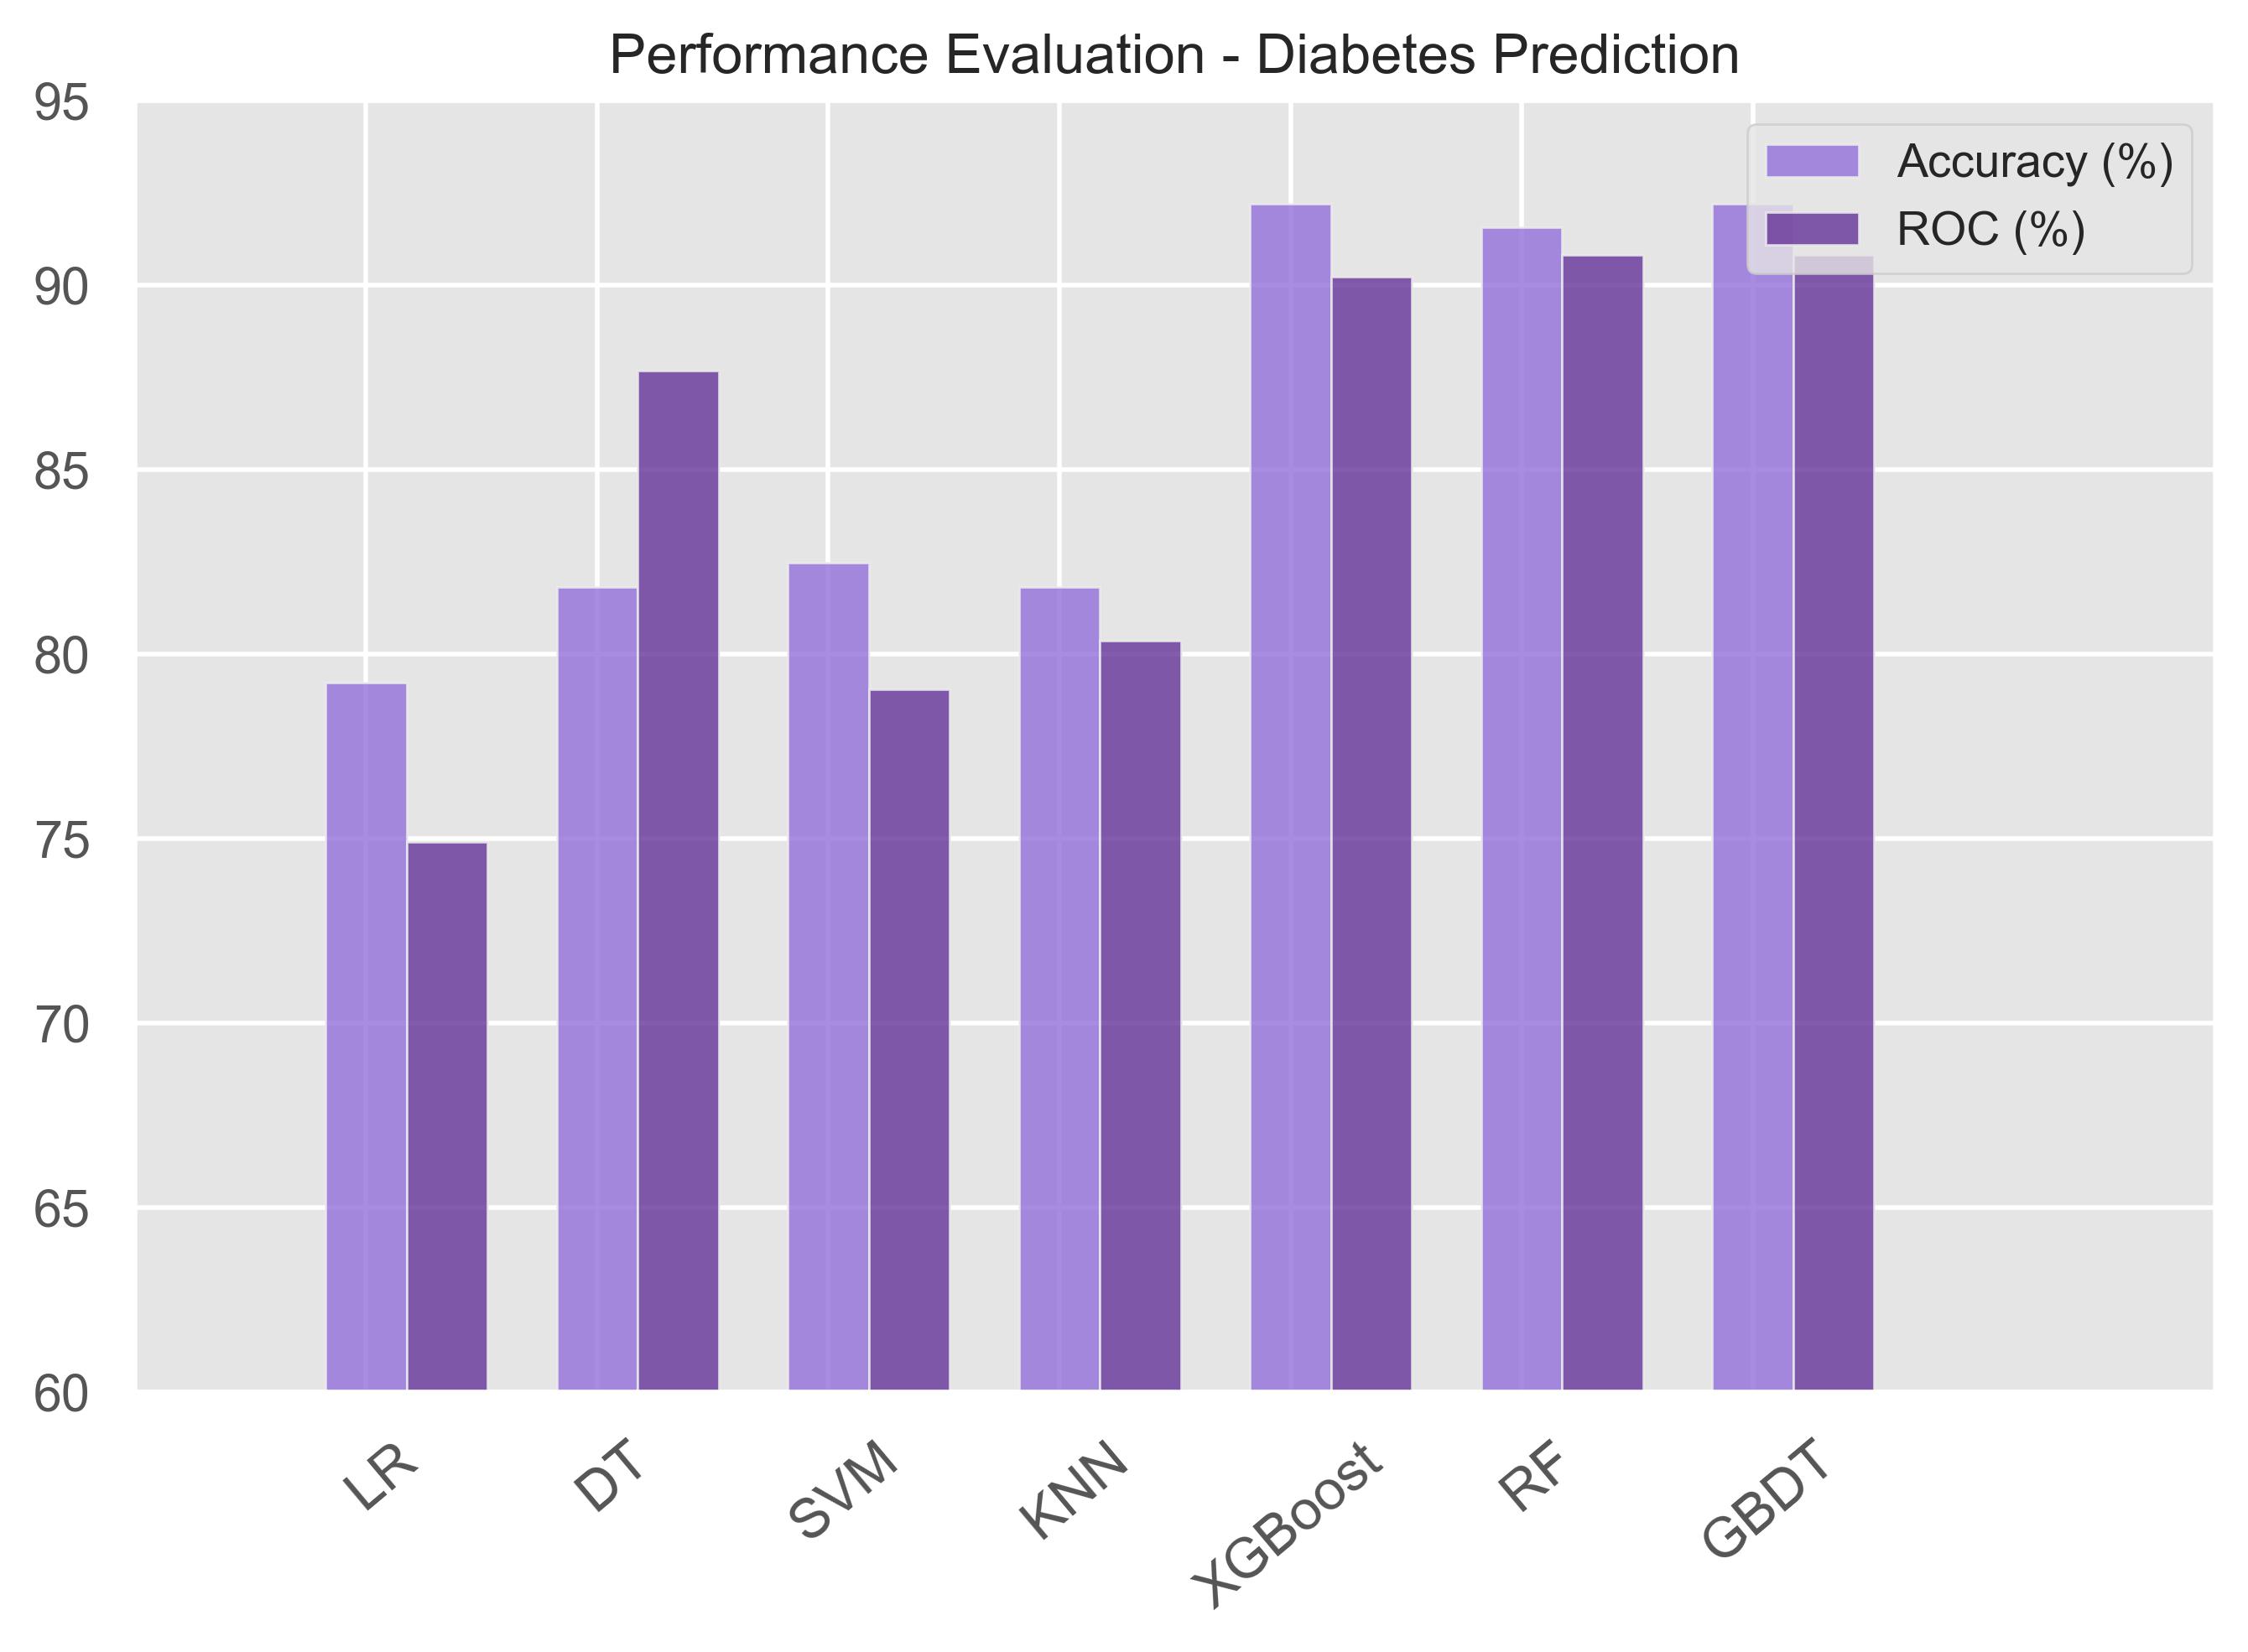 Performance Evaluation - Diabetes Prediction
95
90
85
80
75
70
65
60
Accuracy (%)
ROC (%)
LR
DT
SVM
KNN
XGBoost
RF
GBDT